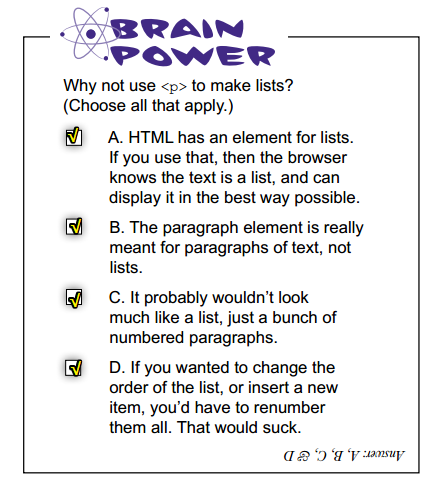 BRAIN
POWER
Why not use <p> to make lists?
(Choose all that apply.)
A. HTML has an element for lists.
If you use that, then the browser
knows the text is a list, and can
display it in the best way possible.
B. The paragraph element is really
meant for paragraphs of text, not
lists.
C. It probably wouldn’t look
much like a list, just a bunch of
numbered paragraphs.
D. If you wanted to change the
order of the list, or insert a new
item, you’d have to renumber
them all. That would suck.
Answer: A, B, C, & D